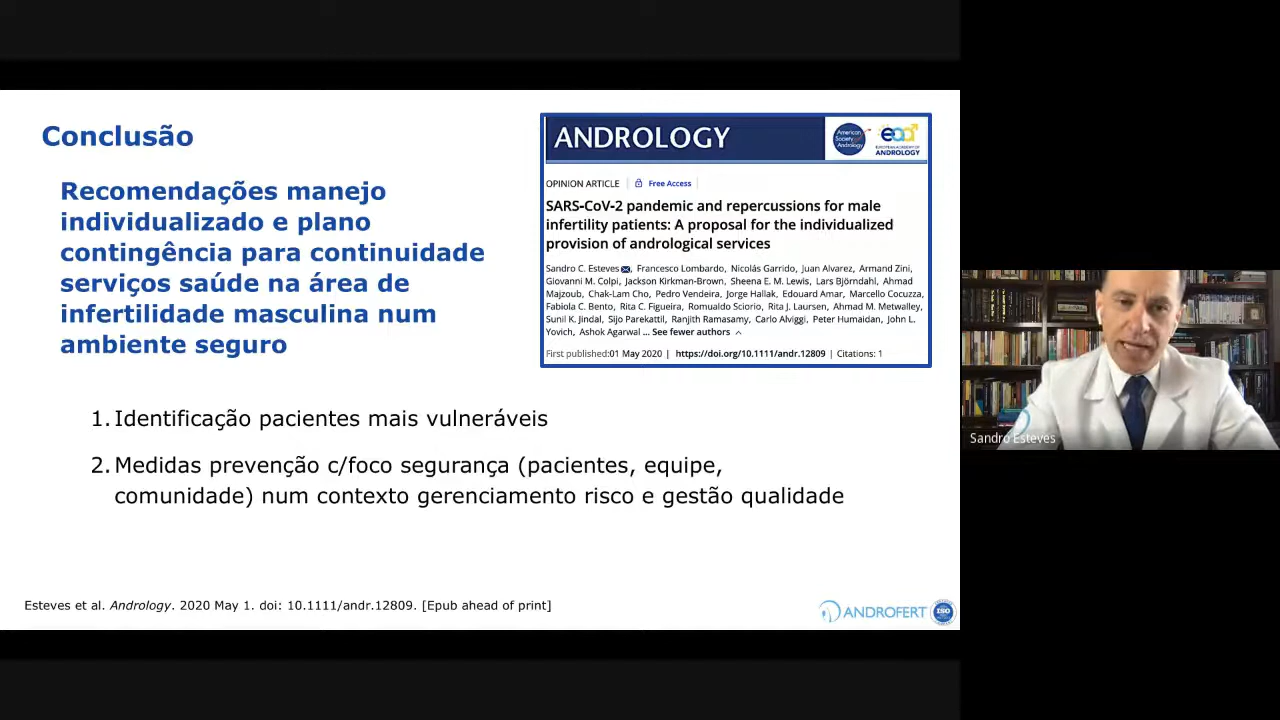 Conclusão
Recomendações manejo
individualizado e plano
contingência para continuidade
serviços saúde na área de
infertilidade masculina num
ambiente seguro
ANDROLOGY
American
Society of
Andrology
eaa
EUROPEAN ACADEMY OF
ANDROLOGY
OPINION ARTICLE
Free Access
SARS-CoV-2 pandemic and repercussions for male
infertility patients: A proposal for the individualized
provision of andrological services
Sandro C. Esteves, Francesco Lombardo, Nicolás Garrido, Juan Alvarez, Armand Zini,
Giovanni M. Colpi, Jackson Kirkman-Brown, Sheena E. M. Lewis, Lars Björndahl, Ahmad
Majzoub, Chak-Lam Cho, Pedro Vendeira, Jorge Hallak, Edouard Amar, Marcello Cocuzza,
Fabiola C. Bento, Rita C. Figueira, Romualdo Sciorio, Rita J. Laursen, Ahmad M. Metwalley,
Sunil K. Jindal, Sijo Parekattil, Ranjith Ramasamy, Carlo Alviggi, Peter Humaidan, John L.
Yovich, Ashok Agarwal ... See fewer authors
First published:01 May 2020 | https://doi.org/10.1111/andr.12809 | Citations: 1
1. Identificação pacientes mais vulneráveis
2. Medidas prevenção c/foco segurança (pacientes, equipe,
comunidade) num contexto gerenciamento risco e gestão qualidade
Sandro Esteves
Esteves et al. Andrology. 2020 May 1. doi: 10.1111/andr.12809. [Epub ahead of print]
ANDROFERT
ISO